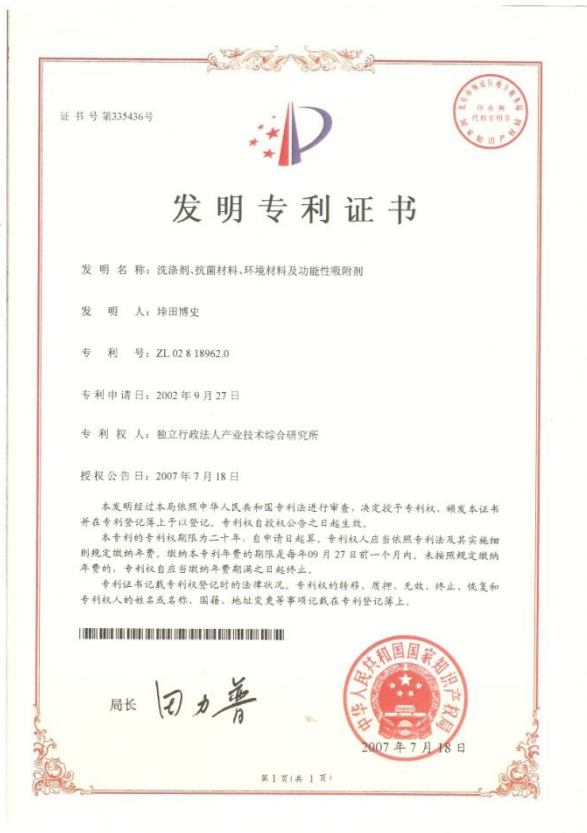 证书号第335436号
印花税
代扣专用章
国家知识产权
发明专利证书
发明名称：洗涤剂、抗菌材料、环境材料及功能性吸附剂
发明人：垰田博史
专利号：ZL 02 8 18962.0
专利申请日：2002年9月27日
专利权人：独立行政法人产业技术综合研究所
授权公告日：2007年7月18日
本发明经过本局依照中华人民共和国专利法进行审查，决定授予专利权，颁发本证书
并在专利登记簿上予以登记。专利权自授权公告之日起生效。
本专利的专利权期限为二十年，自申请日起算。专利权人应当依照专利法及其实施细
则规定缴纳年费，缴纳本专利年费的期限是每年09月27日前一个月内。未按照规定缴纳
年费的，专利权自应当缴纳年费期满之日起终止。
专利证书记载专利权登记时的法律状况。专利权的转移、质押、无效、终止、恢复和
专利权人的姓名或名称、国籍、地址变更等事项记载在专利登记簿上。
局长 田力普
中华人民共和国国家知识产权局
2007年7月18日
第1页(共1页)